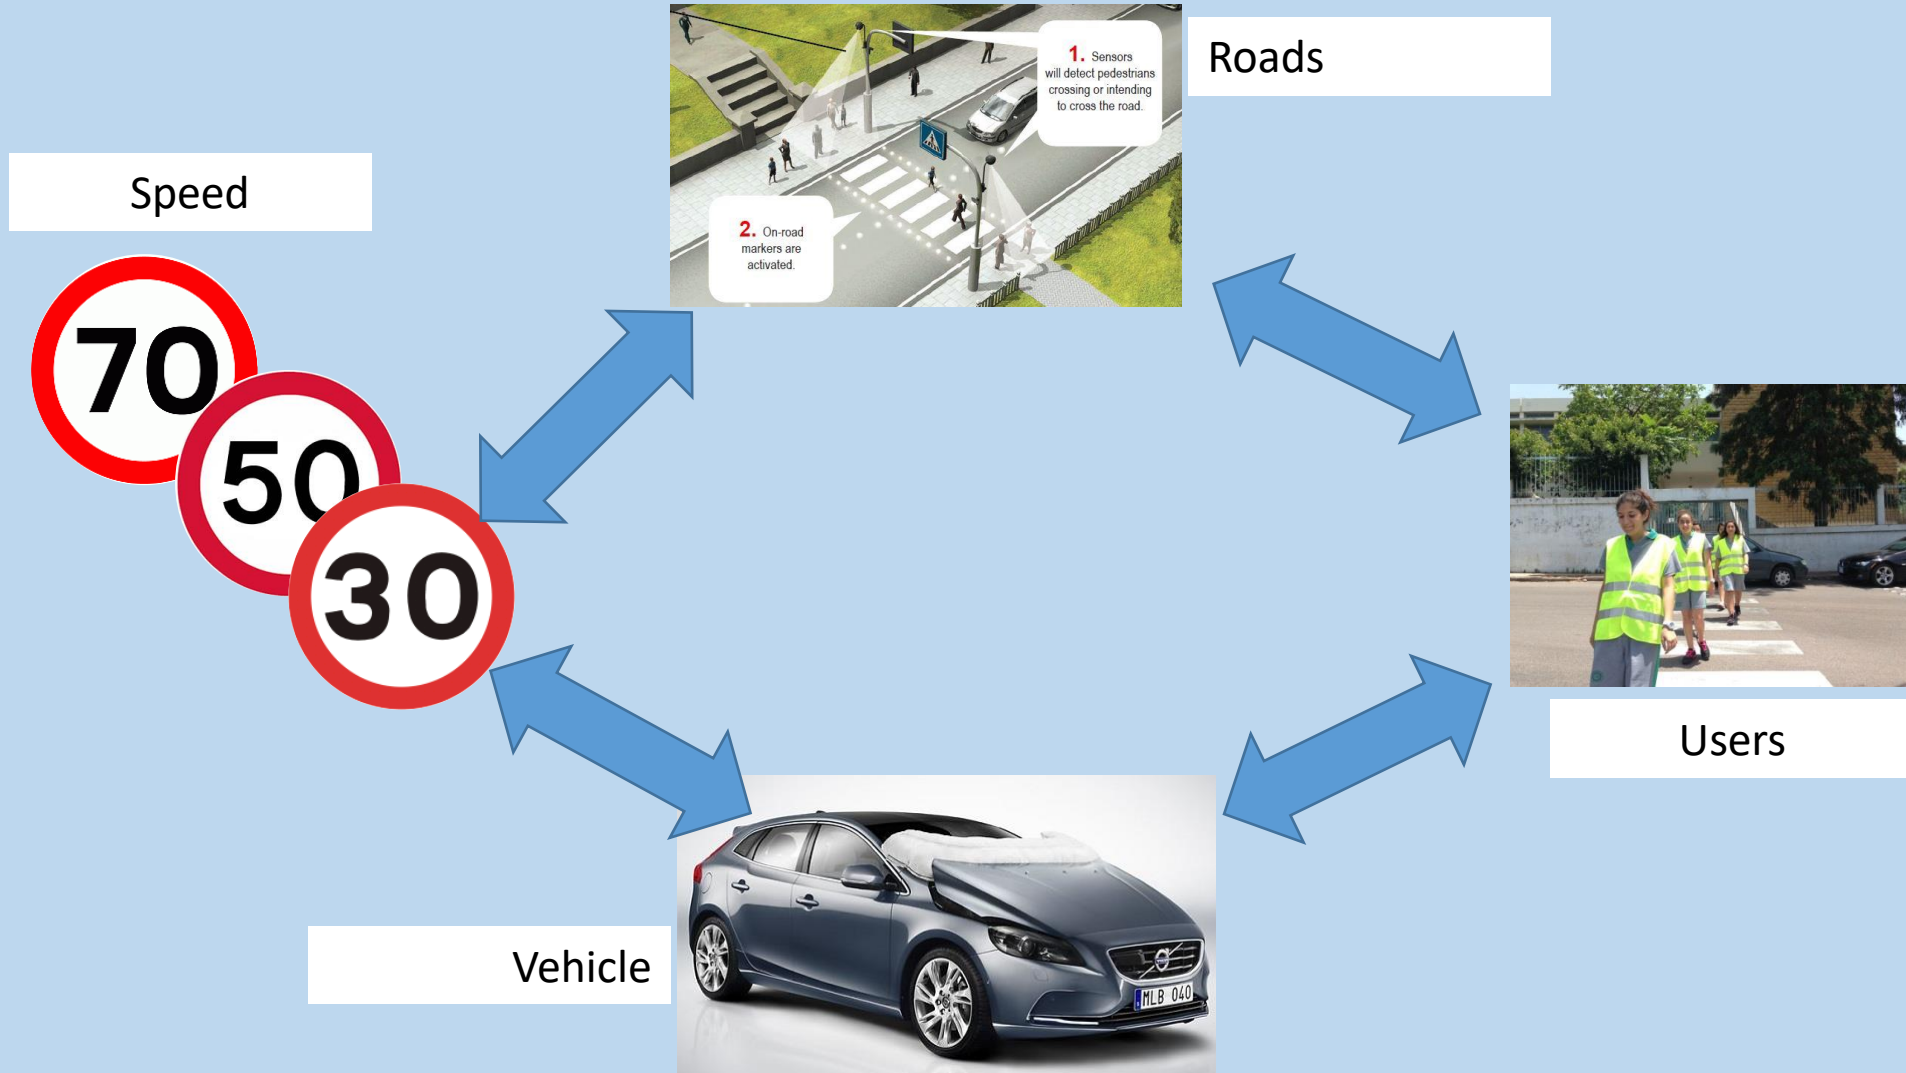 Roads
1. Sensors
will detect pedestrians
crossing or intending
to cross the road.
2. On-road
markers are
activated.
Speed
70
50
30
Users
Vehicle
MLB 040